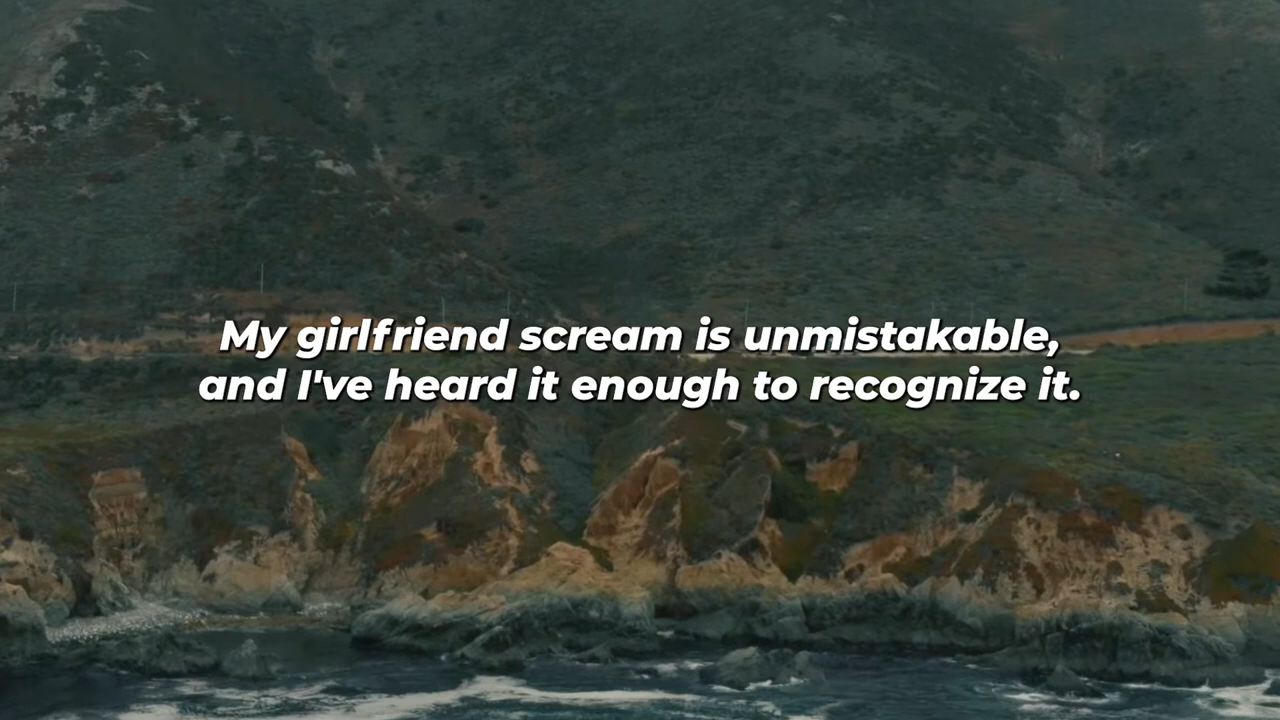 My girlfriend scream is unmistakable,
and I've heard it enough to recognize it.